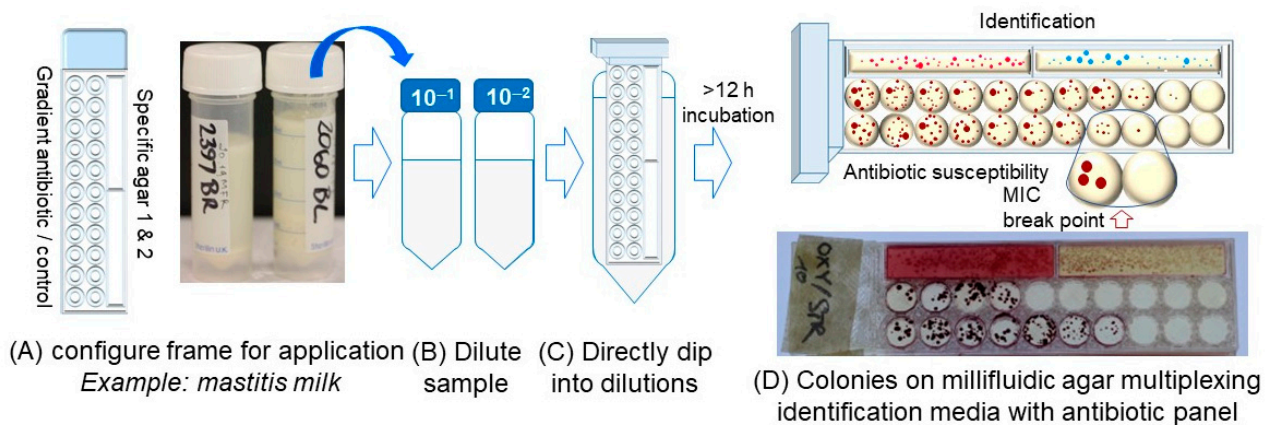 Gradient antibiotic / control
Specific agar 1 & 2
2397 BR
2060 BL.
10⁻¹
10⁻²
>12 h
incubation
Identification
Antibiotic susceptibility
MIC
break point
OXY/STR
10
(A) configure frame for application
Example: mastitis milk
(B) Dilute
sample
(C) Directly dip
into dilutions
(D) Colonies on millifluidic agar multiplexing
identification media with antibiotic panel